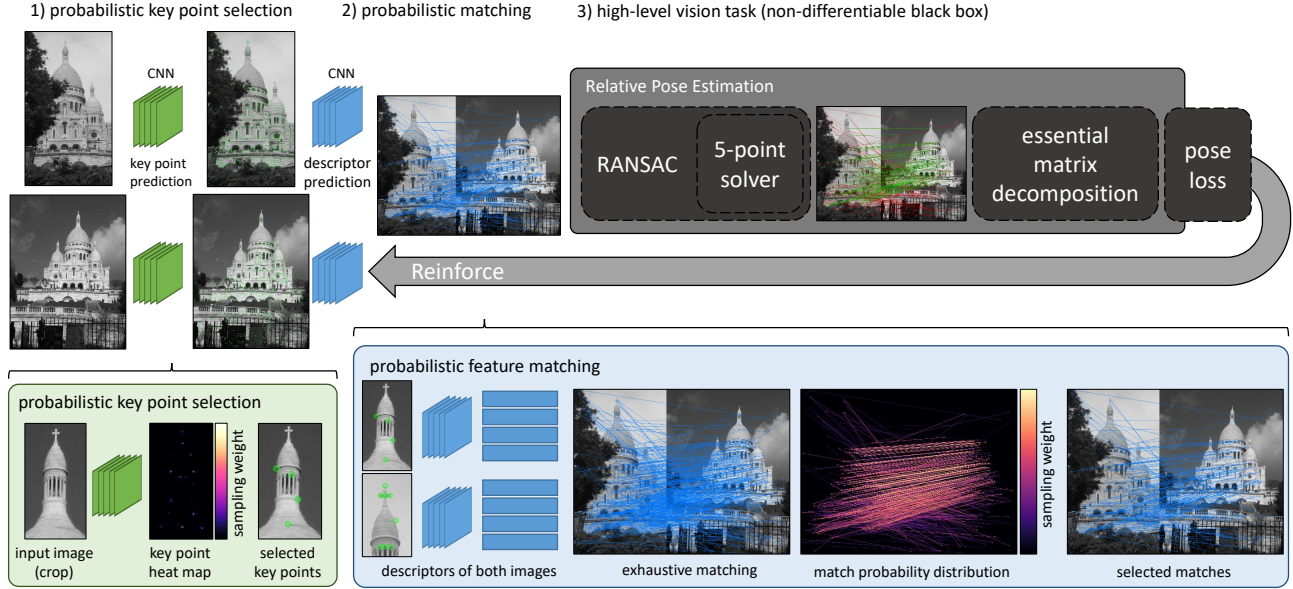 1) probabilistic key point selection
2) probabilistic matching
3) high-level vision task (non-differentiable black box)
CNN
key point
prediction
CNN
descriptor
prediction
Relative Pose Estimation
RANSAC
5-point
solver
essential
matrix
decomposition
pose
loss
Reinforce
probabilistic key point selection
sampling weight
input image
(crop)
key point
heat map
selected
key points
probabilistic feature matching
sampling weight
descriptors of both images
exhaustive matching
match probability distribution
selected matches